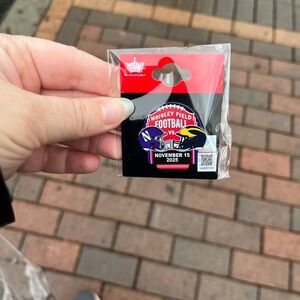 WRIGLEY FIELD
FOOTBALL
VS.
N
NOVEMBER 15
2025